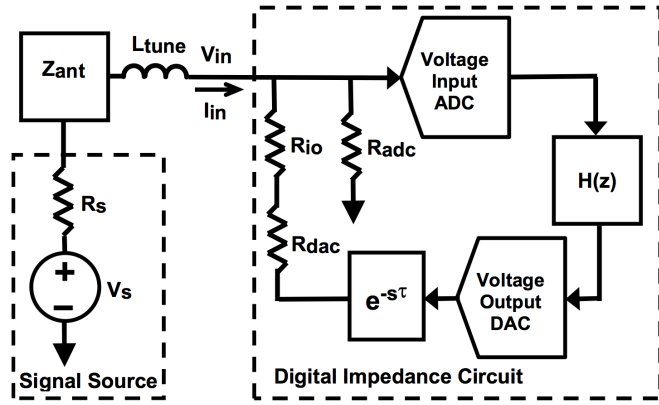 Zant
Ltune
Vin
Iin
Rs
+
−
Vs
Signal Source
Rio
Radc
Rdac
Voltage
Input
ADC
H(z)
Voltage
Output
DAC
e-sτ
Digital Impedance Circuit